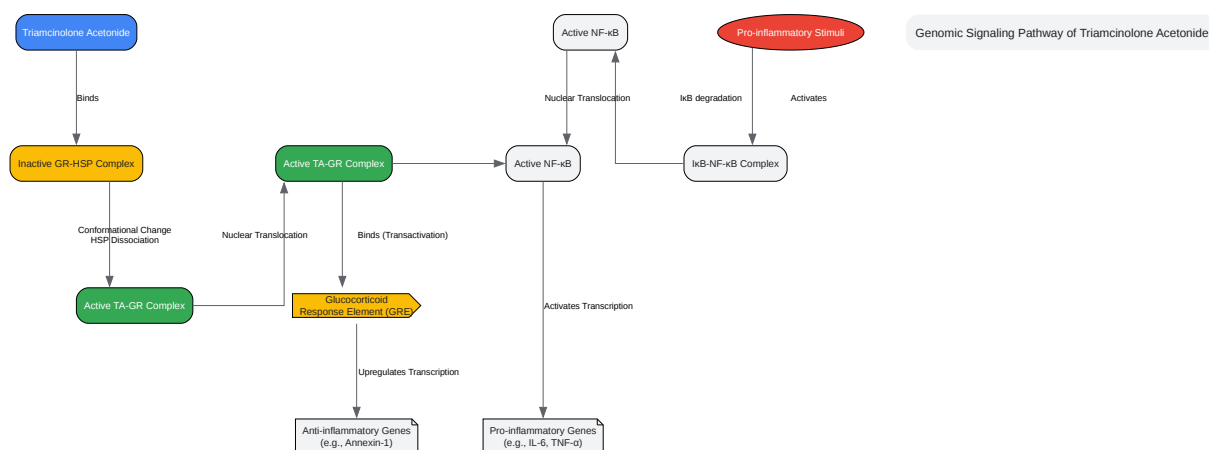 Triamcinolone Acetonide
Active NF-κB
Pro-inflammatory Stimuli
Genomic Signaling Pathway of Triamcinolone Acetonide
Binds
Nuclear Translocation
IκB degradation
Activates
Inactive GR-HSP Complex
Active TA-GR Complex
Active NF-κB
IκB-NF-κB Complex
Conformational Change
HSP Dissociation
Nuclear Translocation
Binds (Transactivation)
Active TA-GR Complex
Glucocorticoid
Response Element (GRE)
Activates Transcription
Upregulates Transcription
Anti-inflammatory Genes
(e.g., Annexin-1)
Pro-inflammatory Genes
(e.g., IL-6, TNF-α)